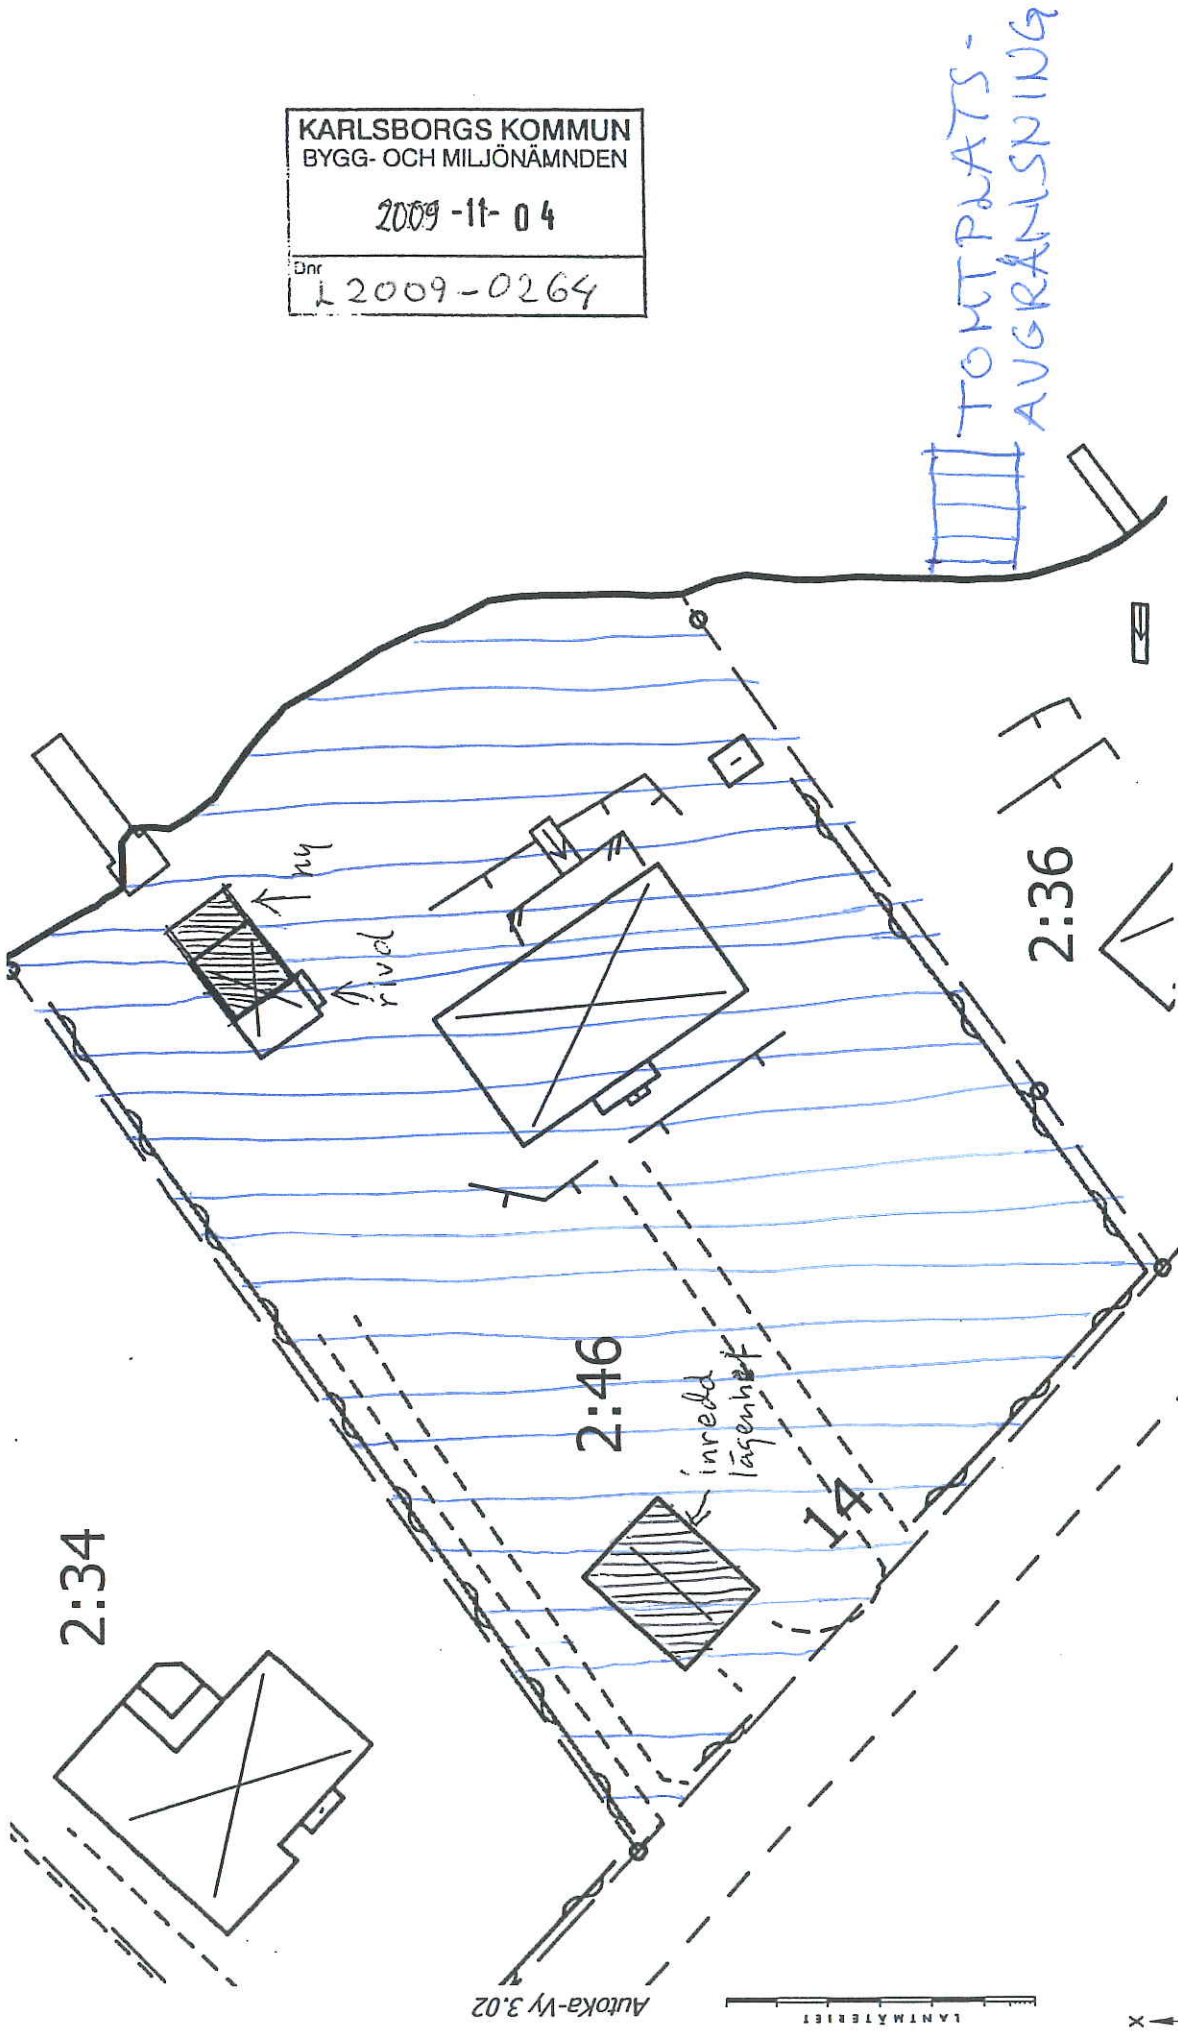 KARLSBORGS KOMMUN
BYGG- OCH MILJÖNÄMNDEN
2009 -11- 04
Dnr
L 2009-0264
TOMTPLATS-
AVGRÄNSNING
ny
rivd
2:36
2:46
inredd
lägenhet
14
2:34
AutoKa-Vy 3.02
LANTMÄTERIET
X